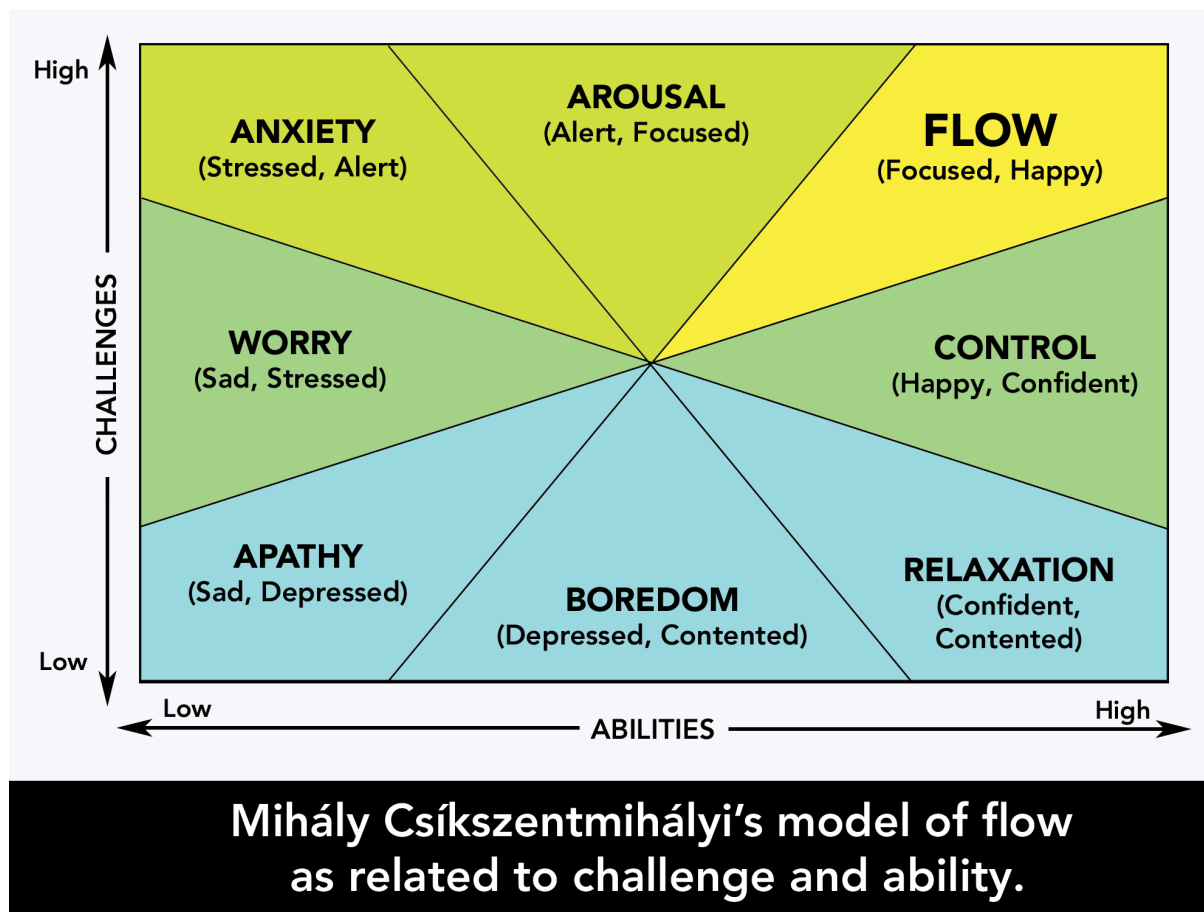 High
AROUSAL
(Alert, Focused)
ANXIETY
(Stressed, Alert)
FLOW
(Focused, Happy)
CHALLENGES
WORRY
(Sad, Stressed)
CONTROL
(Happy, Confident)
APATHY
(Sad, Depressed)
BOREDOM
(Depressed, Contented)
RELAXATION
(Confident,
Contented)
Low
Low
ABILITIES
High
Mihály Csíkszentmihályi’s model of flow
as related to challenge and ability.